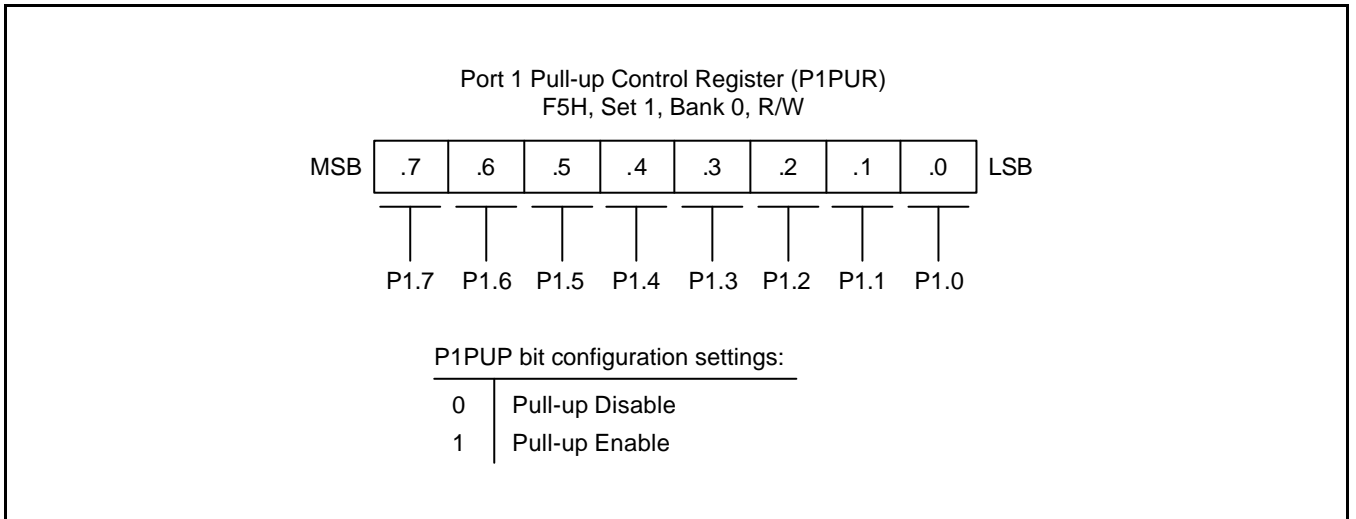 Port 1 Pull-up Control Register (P1PUR)
F5H, Set 1, Bank 0, R/W
MSB .7 .6 .5 .4 .3 .2 .1 .0 LSB
P1.7 P1.6 P1.5 P1.4 P1.3 P1.2 P1.1 P1.0
P1PUP bit configuration settings:
0 Pull-up Disable
1 Pull-up Enable